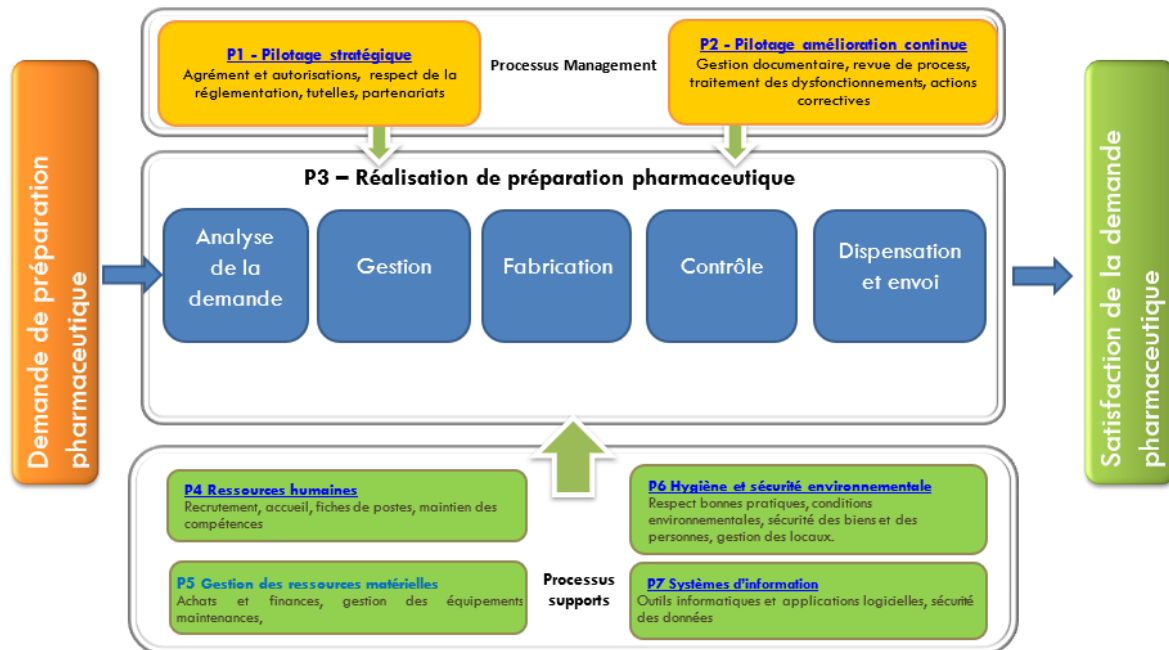 Demande de préparation
pharmaceutique
P1 - Pilotage stratégique
Agrément et autorisations, respect de la
réglementation, tutelles, partenariats
Processus Management
P2 - Pilotage amélioration continue
Gestion documentaire, revue de process,
traitement des dysfonctionnements, actions
correctives
P3 – Réalisation de préparation pharmaceutique
Analyse
de la
demande
Gestion
Fabrication
Contrôle
Dispensation
et envoi
P4 Ressources humaines
Recrutement, accueil, fiches de postes, maintien des
compétences
P5 Gestion des ressources matérielles
Achats et finances, gestion des équipements
maintenances,
Processus
supports
P6 Hygiène et sécurité environnementale
Respect bonnes pratiques, conditions
environnementales, sécurité des biens et des
personnes, gestion des locaux.
P7 Systèmes d'information
Outils informatiques et applications logicielles, sécurité
des données
Satisfaction de la demande
pharmaceutique